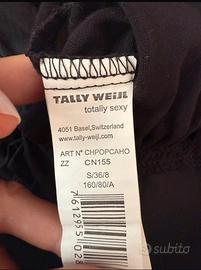 TALLY WEiJL
totally sexy
4051 Basel,Switzerland
www.tally-weijl.com
ART N° CHPOPCAHO
ZZ CN155
S/36/8
160/80/A
7612955028
subito